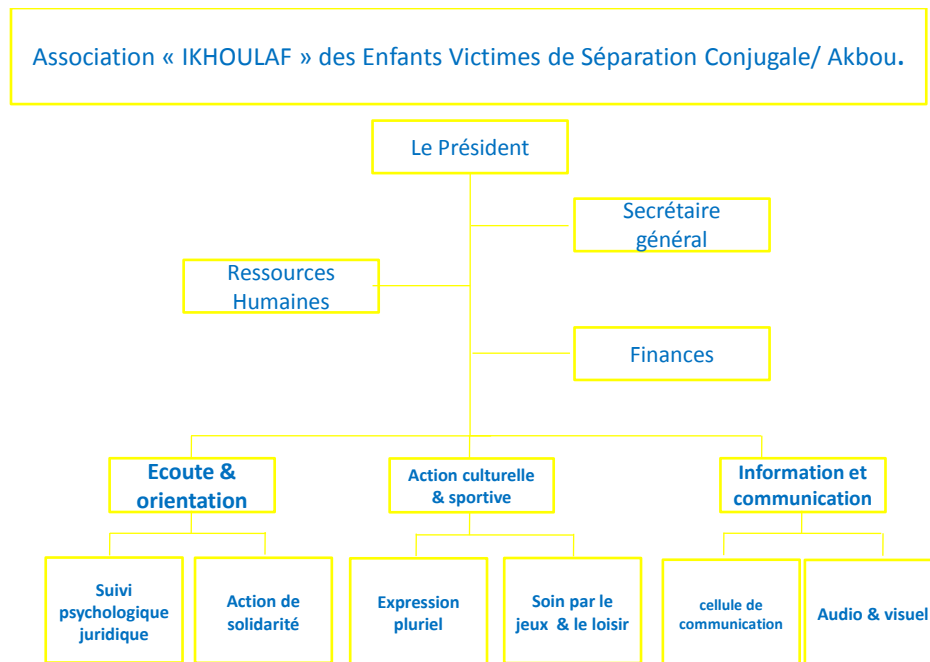 Association « IKHOULAF » des Enfants Victimes de Séparation Conjugale/ Akbou.
Le Président
Secrétaire
général
Ressources
Humaines
Finances
Ecoute &
orientation
Action culturelle
& sportive
Information et
communication
Suivi
psychologique
juridique
Action de
solidarité
Expression
pluriel
Soin par le
jeux & le loisir
cellule de
communication
Audio & visuel